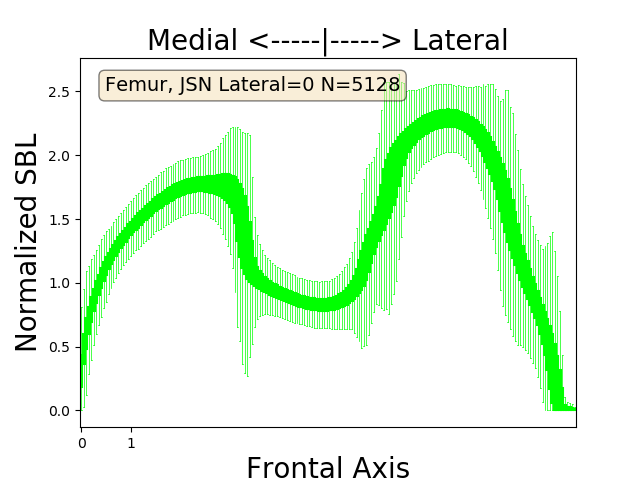 Medial <-----|-----> Lateral
Femur, JSN Lateral=0 N=5128
2.5
2.0
1.5
1.0
0.5
0.0
Normalized SBL
0 1
Frontal Axis